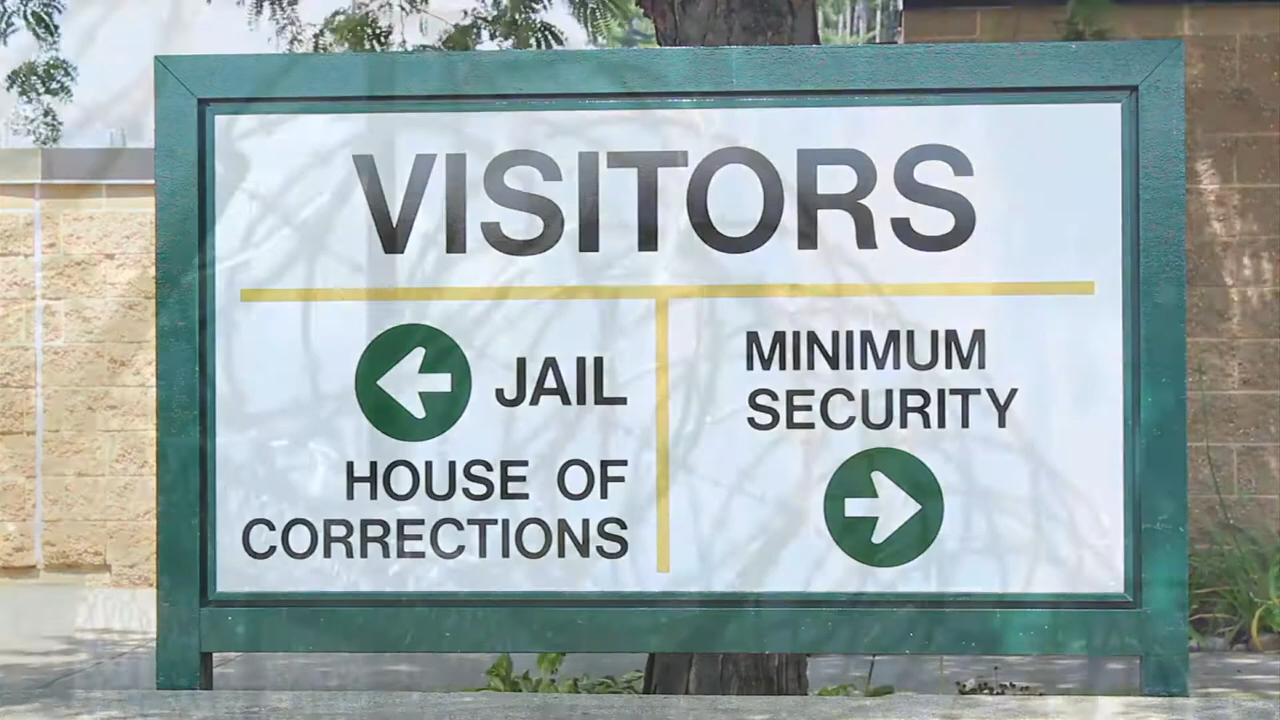 VISITORS
JAIL
HOUSE OF
CORRECTIONS
MINIMUM
SECURITY